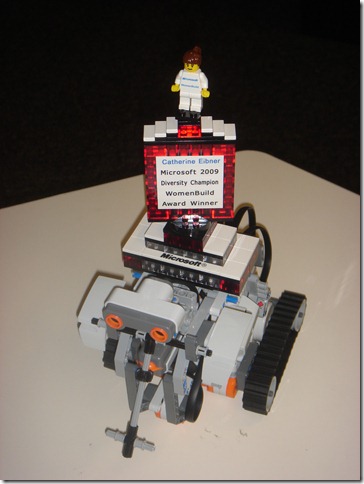 Catherine Eibner
Microsoft 2009
Diversity Champion
WomenBuild
Award Winner
Microsoft®